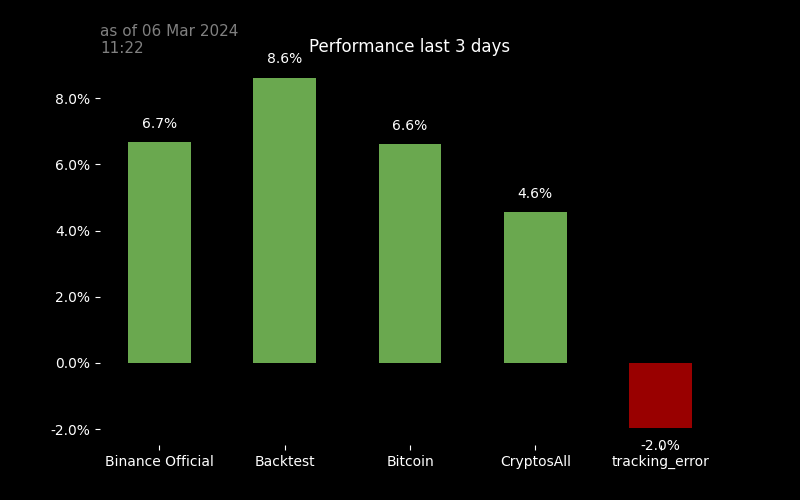 as of 06 Mar 2024
11:22
Performance last 3 days
8.6%
6.7%
6.6%
4.6%
-2.0%
8.0%
6.0%
4.0%
2.0%
0.0%
-2.0%
Binance Official
Backtest
Bitcoin
CryptosAll
tracking_error